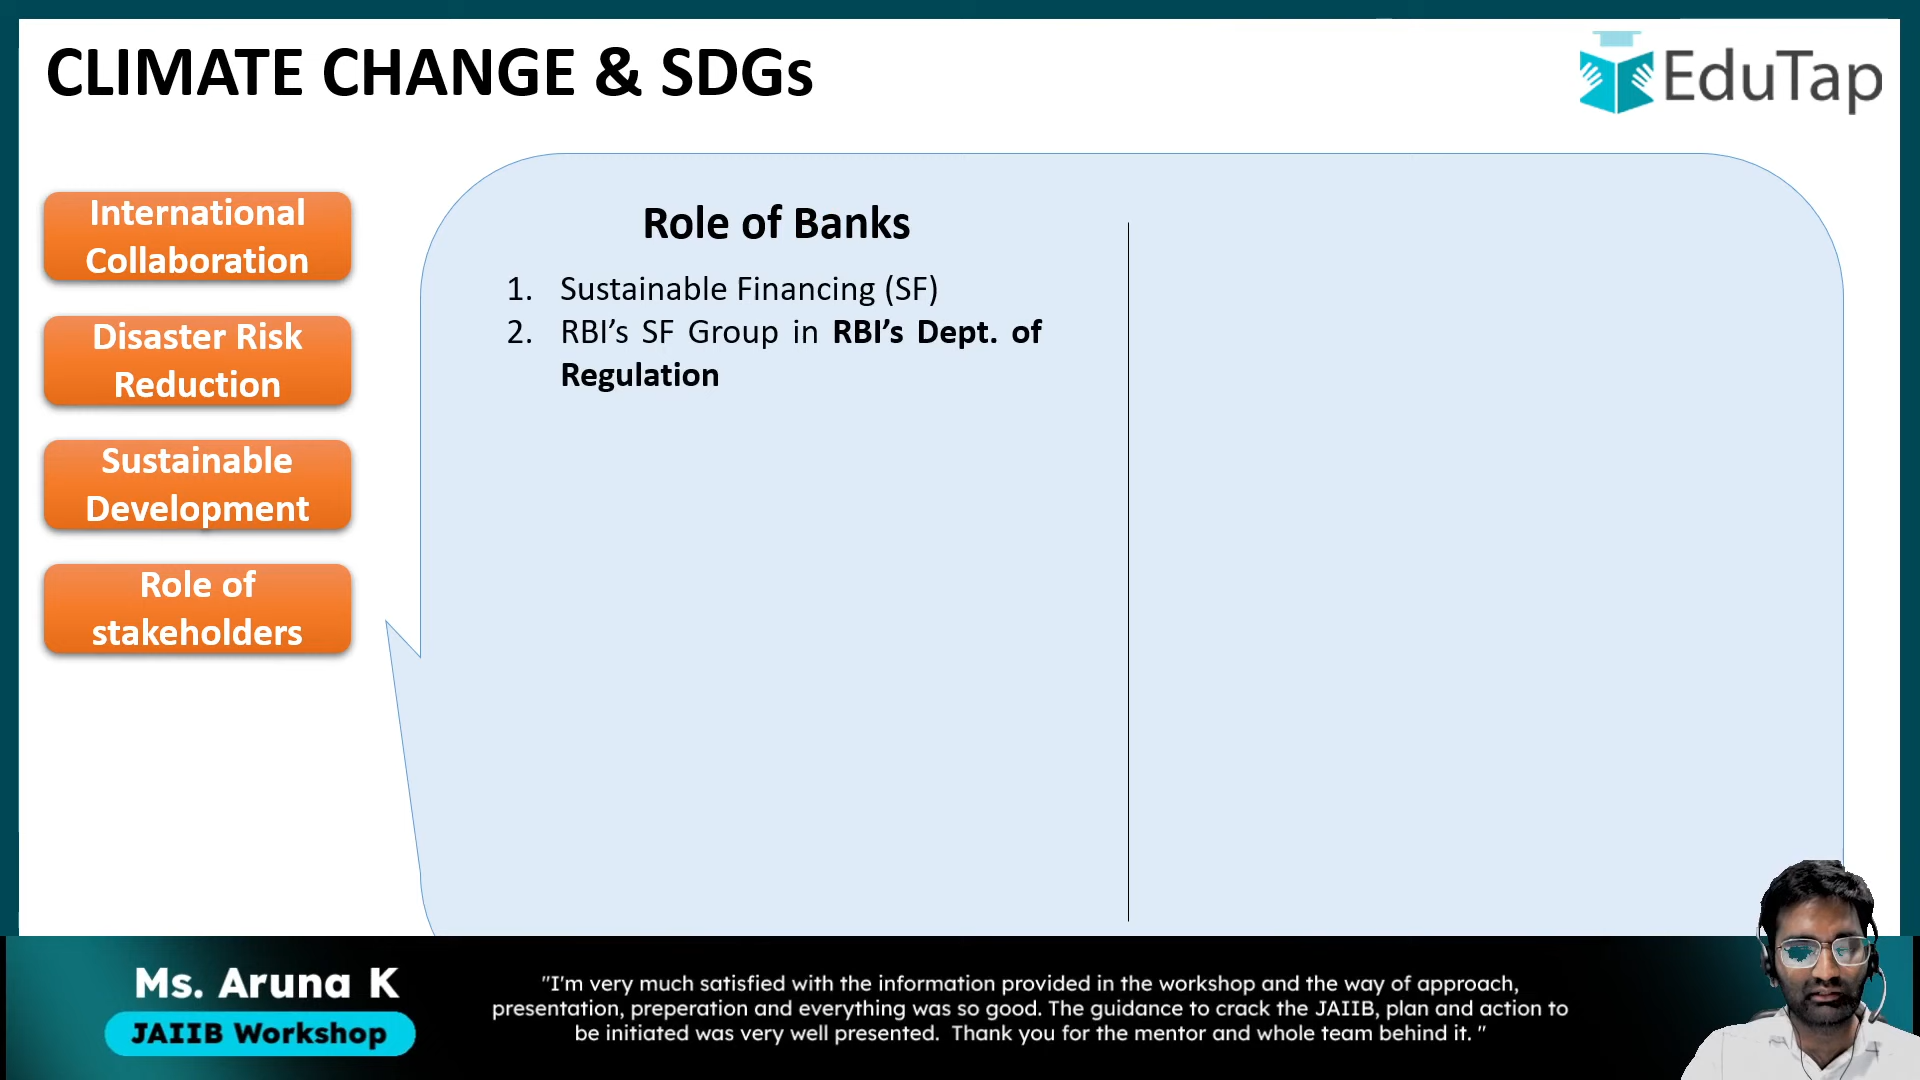 CLIMATE CHANGE & SDGs
EduTap
International
Collaboration
Disaster Risk
Reduction
Sustainable
Development
Role of
stakeholders
Role of Banks
1. Sustainable Financing (SF)
2. RBI’s SF Group in RBI’s Dept. of
Regulation
Ms. Aruna K
JAIIB Workshop
"I'm very much satisfied with the information provided in the workshop and the way of approach,
presentation, preperation and everything was so good. The guidance to crack the JAIIB, plan and action to
be initiated was very well presented. Thank you for the mentor and whole team behind it. "